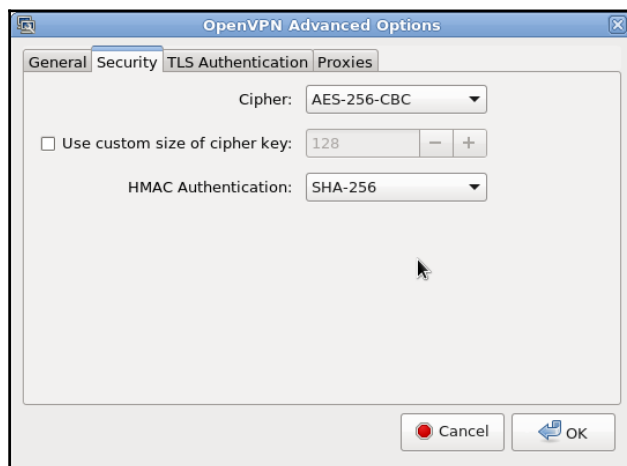 OpenVPN Advanced Options
General Security TLS Authentication Proxies
Cipher: AES-256-CBC
Use custom size of cipher key: 128
HMAC Authentication: SHA-256
Cancel OK